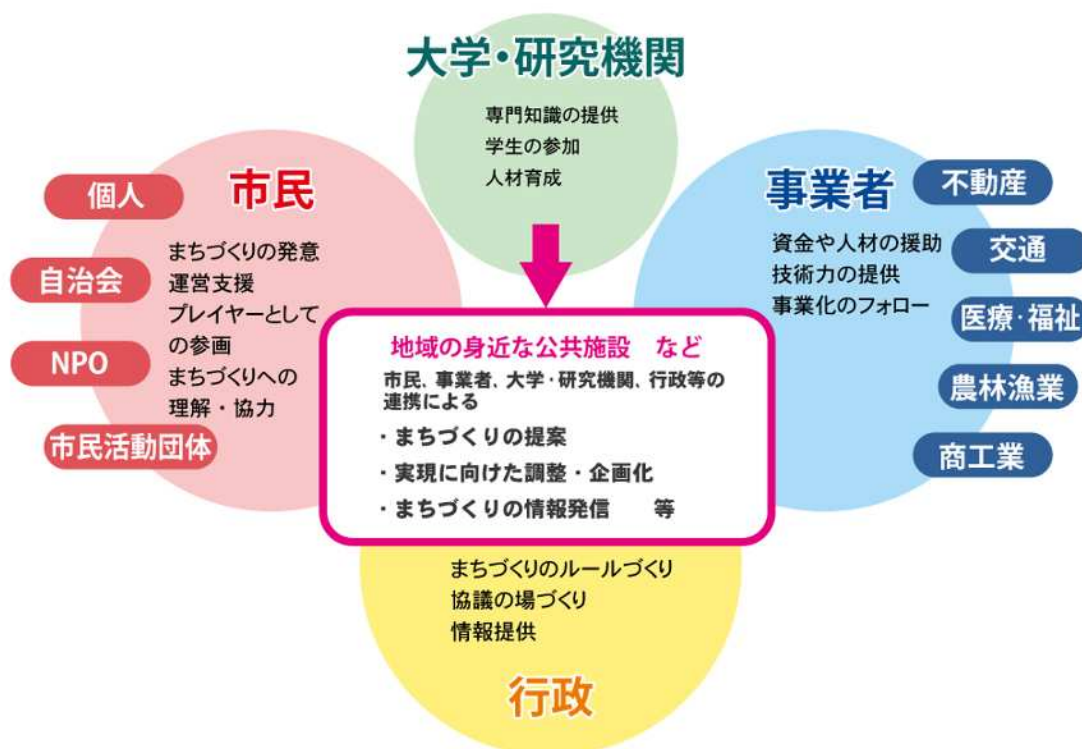 大学・研究機関
専門知識の提供
学生の参加
人材育成
市民
個人
自治会
NPO
市民活動団体
まちづくりの発意
運営支援
プレイヤーとして
の参画
まちづくりへの
理解・協力
事業者
不動産
交通
医療・福祉
農林漁業
商工業
資金や人材の援助
技術力の提供
事業化のフォロー
地域の身近な公共施設　など
市民、事業者、大学・研究機関、行政等の
連携による
・まちづくりの提案
・実現に向けた調整・企画化
・まちづくりの情報発信　　等
まちづくりのルールづくり
協議の場づくり
情報提供
行政